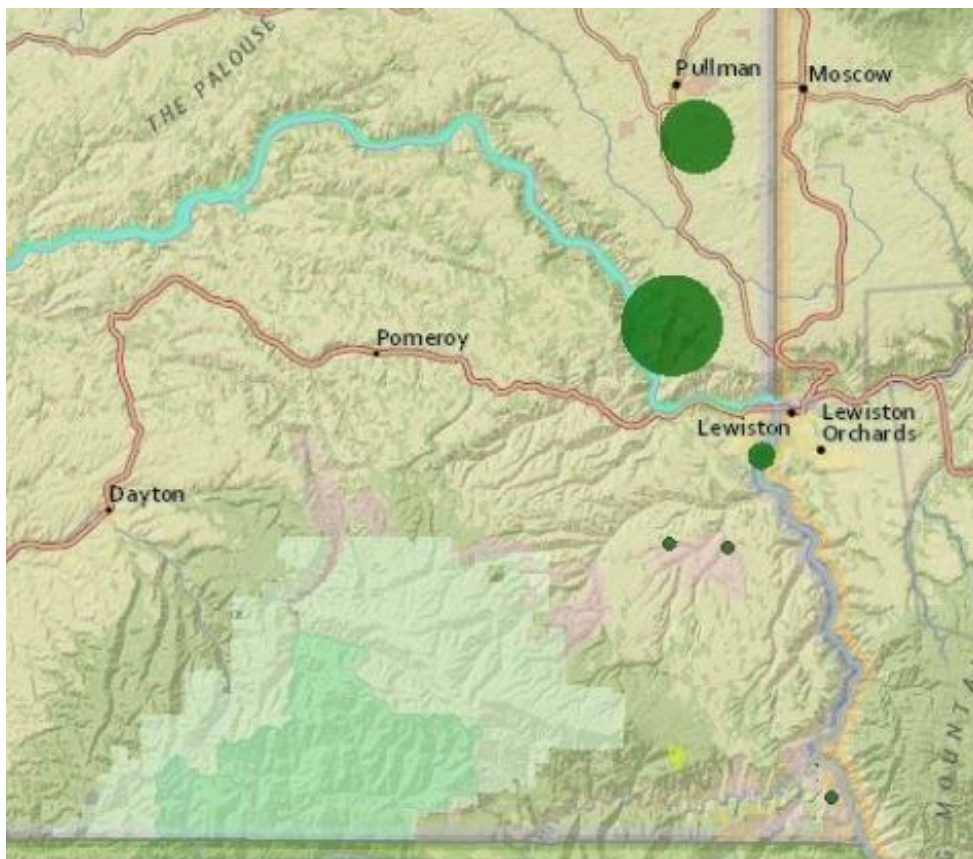 THE PALOUSE
Pullman
Moscow
Pomeroy
Lewiston
Lewiston
Orchards
Dayton